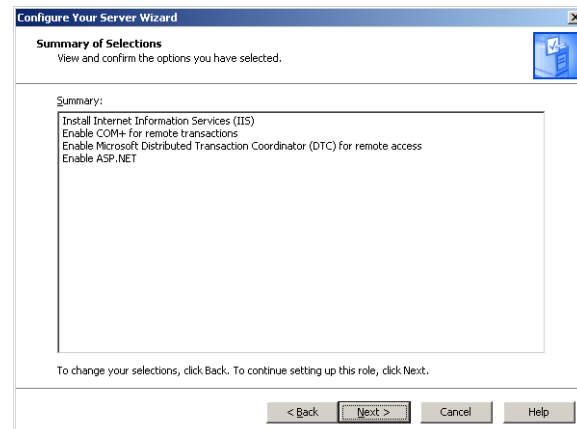 Configure Your Server Wizard
Summary of Selections
View and confirm the options you have selected.
Summary:
Install Internet Information Services (IIS)
Enable COM+ for remote transactions
Enable Microsoft Distributed Transaction Coordinator (DTC) for remote access
Enable ASP.NET
To change your selections, click Back. To continue setting up this role, click Next.
< Back
Next >
Cancel
Help